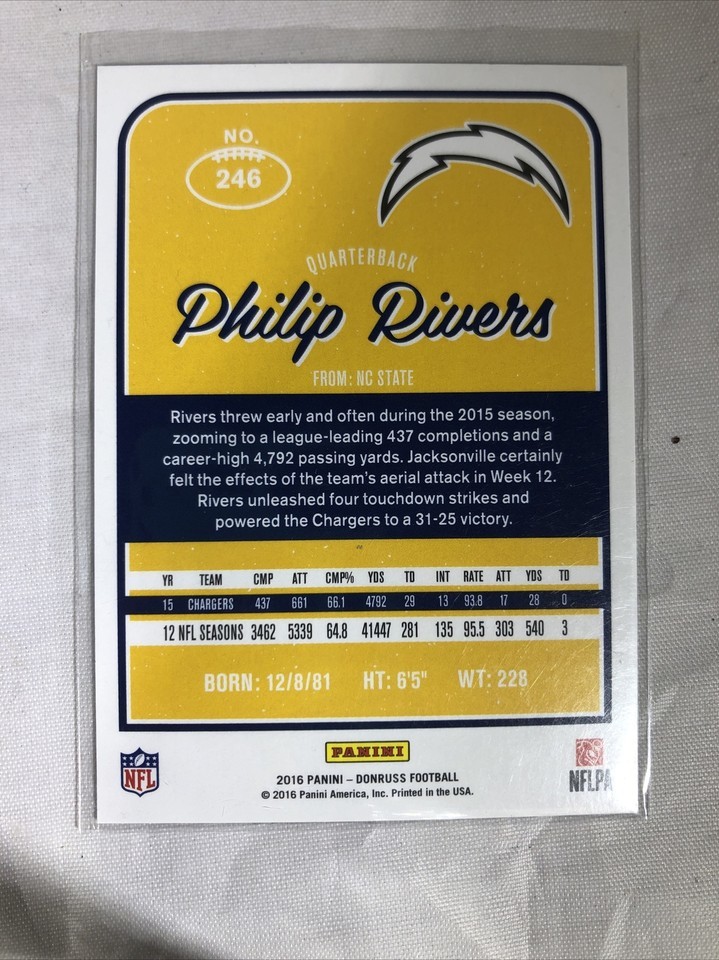 NO.
246
QUARTERBACK
Philip Rivers
FROM: NC STATE
Rivers threw early and often during the 2015 season,
zooming to a league-leading 437 completions and a
career-high 4,792 passing yards. Jacksonville certainly
felt the effects of the team's aerial attack in Week 12.
Rivers unleashed four touchdown strikes and
powered the Chargers to a 31-25 victory.
YR TEAM CMP ATT CMP% YDS TD INT RATE ATT YDS TD
15 CHARGERS 437 661 66.1 4792 29 13 93.8 17 28 0
12 NFL SEASONS 3462 5339 64.8 41447 281 135 95.5 303 540 3
BORN: 12/8/81 HT: 6'5" WT: 228
NFL
PANINI
NFLPA
2016 PANINI – DONRUSS FOOTBALL
© 2016 Panini America, Inc. Printed in the USA.